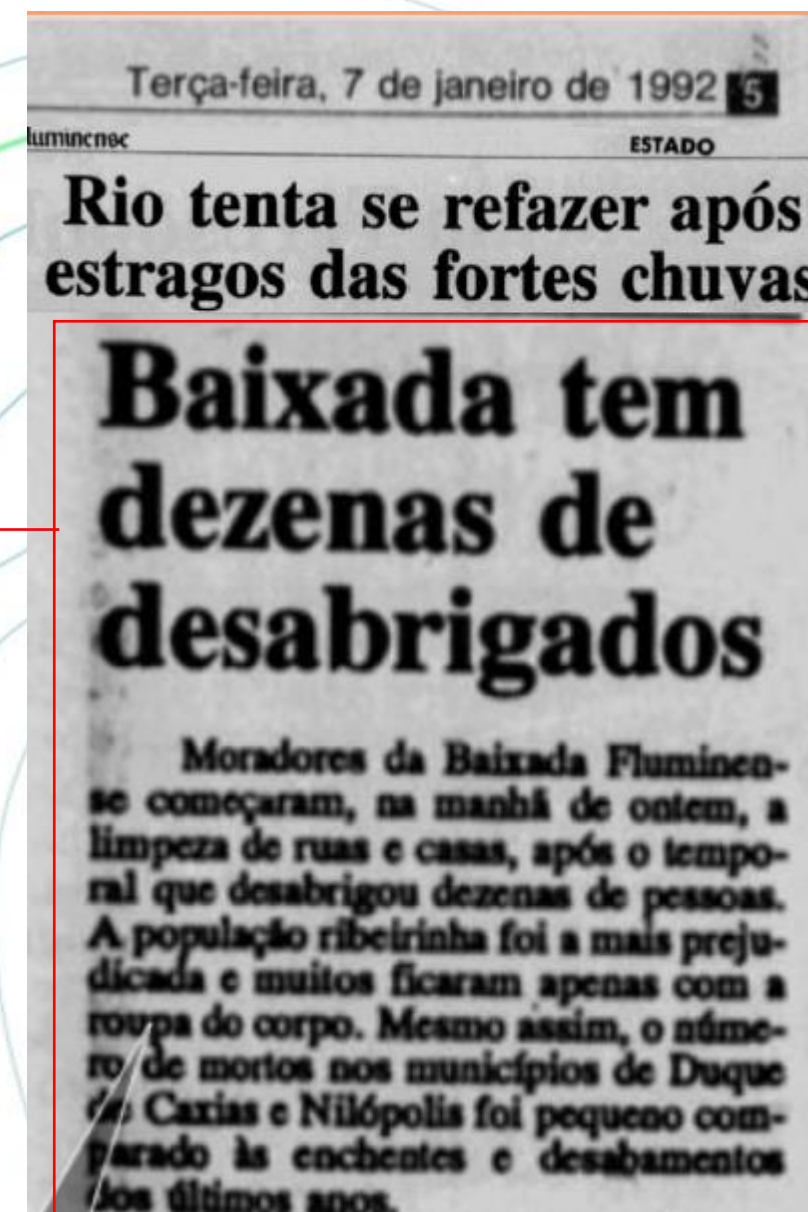 Terça-feira, 7 de janeiro de 1992 5
luminense
ESTADO
Rio tenta se refazer após
estragos das fortes chuvas
Baixada tem
dezenas de
desabrigados
Moradores da Baixada Fluminen-
se começaram, na manhã de ontem, a
limpeza de ruas e casas, após o tempo-
ral que desabrigou dezenas de pessoas.
A população ribeirinha foi a mais preju-
dicada e muitos ficaram apenas com a
roupa do corpo. Mesmo assim, o núme-
ro de mortos nos municípios de Duque
de Caxias e Nilópolis foi pequeno com-
parado às enchentes e desabamentos
dos últimos anos.